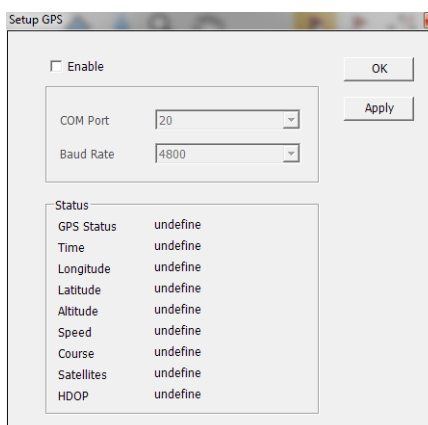 Setup GPS
Enable
OK
Apply
COM Port 20
Baud Rate 4800
Status
GPS Status undefine
Time undefine
Longitude undefine
Latitude undefine
Altitude undefine
Speed undefine
Course undefine
Satellites undefine
HDOP undefine